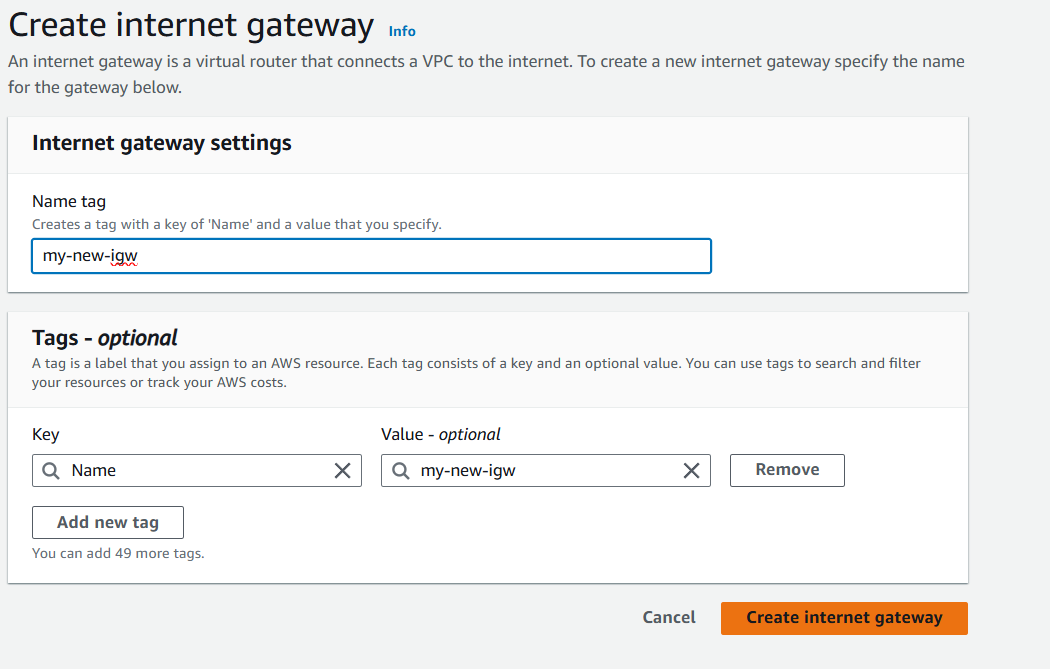 Create internet gateway Info
An internet gateway is a virtual router that connects a VPC to the internet. To create a new internet gateway specify the name
for the gateway below.
Internet gateway settings
Name tag
Creates a tag with a key of 'Name' and a value that you specify.
my-new-igw
Tags - optional
A tag is a label that you assign to an AWS resource. Each tag consists of a key and an optional value. You can use tags to search and filter
your resources or track your AWS costs.
Key Value - optional
Name my-new-igw Remove
Add new tag
You can add 49 more tags.
Cancel Create internet gateway